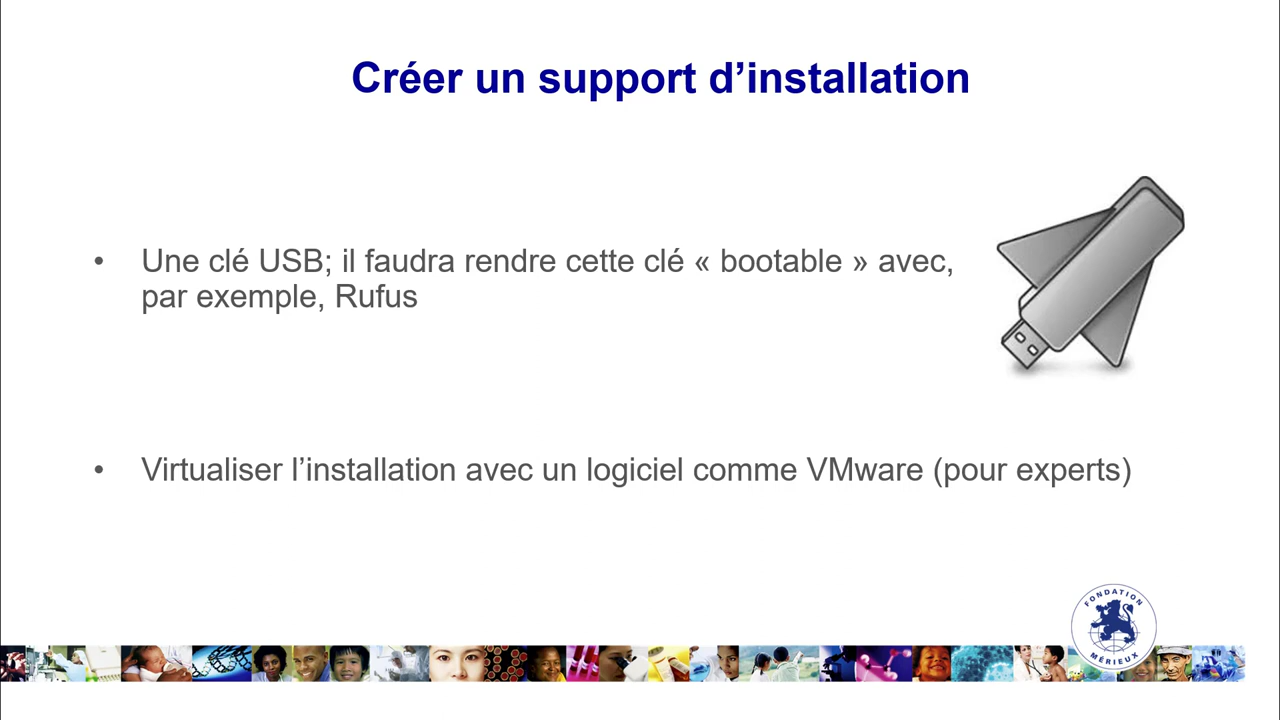 Créer un support d’installation
• Une clé USB; il faudra rendre cette clé « bootable » avec,
par exemple, Rufus
• Virtualiser l’installation avec un logiciel comme VMware (pour experts)
FONDATION
MÉRIEUX